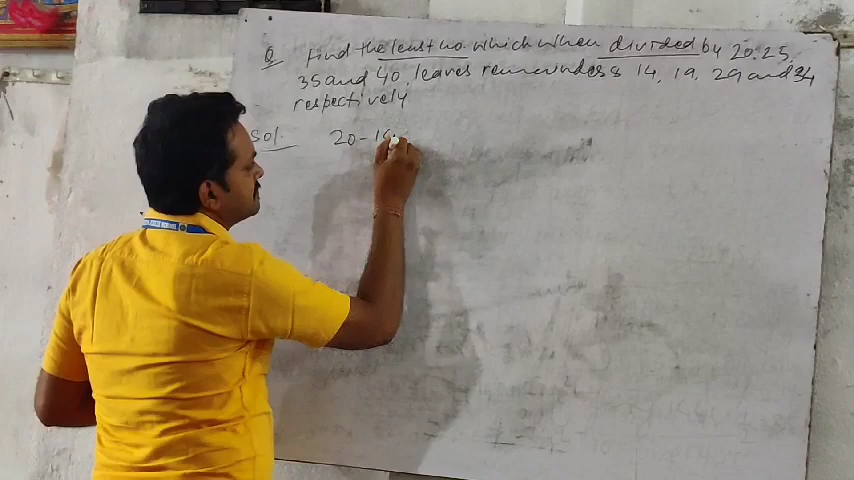 Q Find the least no. which when divided by 20, 25,
35 and 40, leaves remainders 14, 19, 29 and 34
respectively
Sol. 20-1